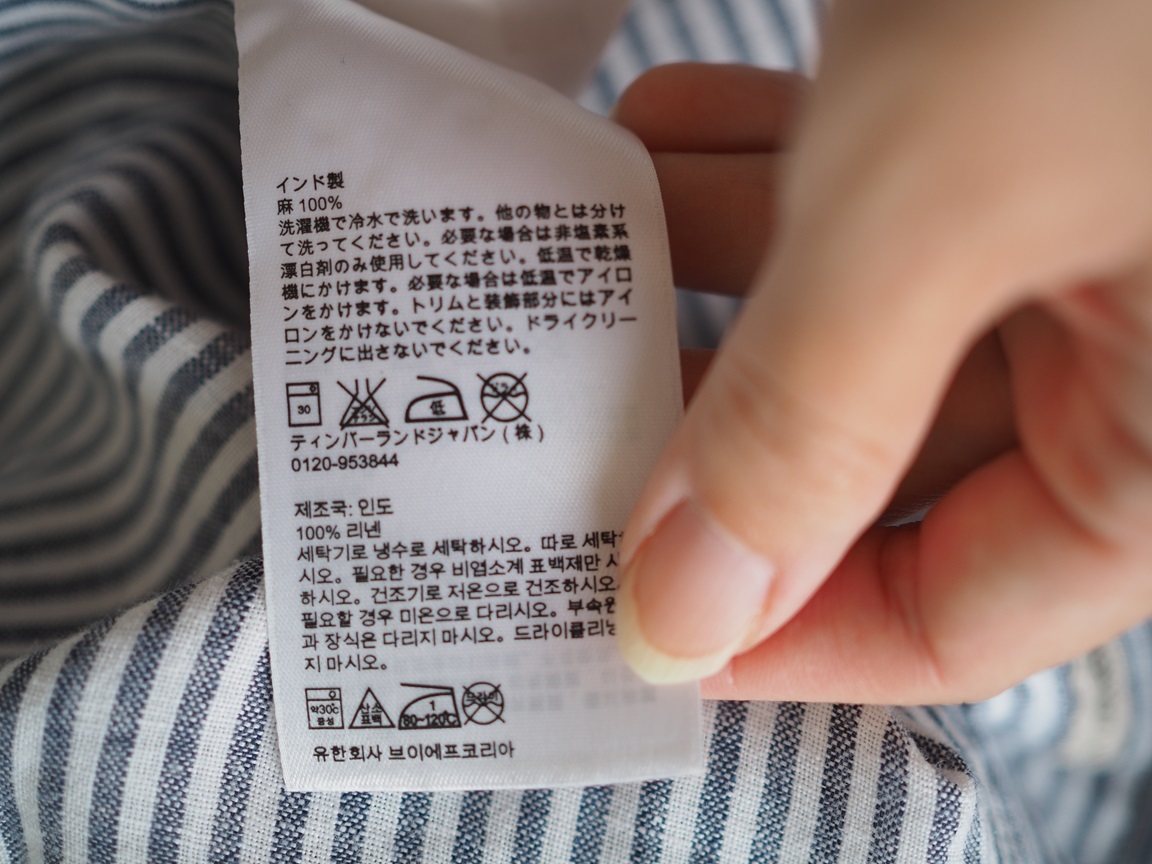 インド製
麻 100%
洗濯機で冷水で洗います。他の物とは分け
て洗ってください。必要な場合は非塩素系
漂白剤のみ使用してください。低温で乾燥
機にかけます。必要な場合は低温でアイロ
ンをかけます。トリムと装飾部分にはアイ
ロンをかけないでください。ドライクリー
ニングに出さないでください。
30 低
ティンバーランドジャパン(株)
0120-953844
제조국: 인도
100% 리넨
세탁기로 냉수로 세탁하시오. 따로 세탁
시오. 필요한 경우 비염소계 표백제만
하시오. 건조기로 저온으로 건조하시오.
필요할 경우 미온으로 다리시오. 부속
과 장식은 다리지 마시오. 드라이클리닝
지 마시오.
약30℃ 중성 산소 표백 1 80~120℃ 드라이
유한회사 브이에프코리아